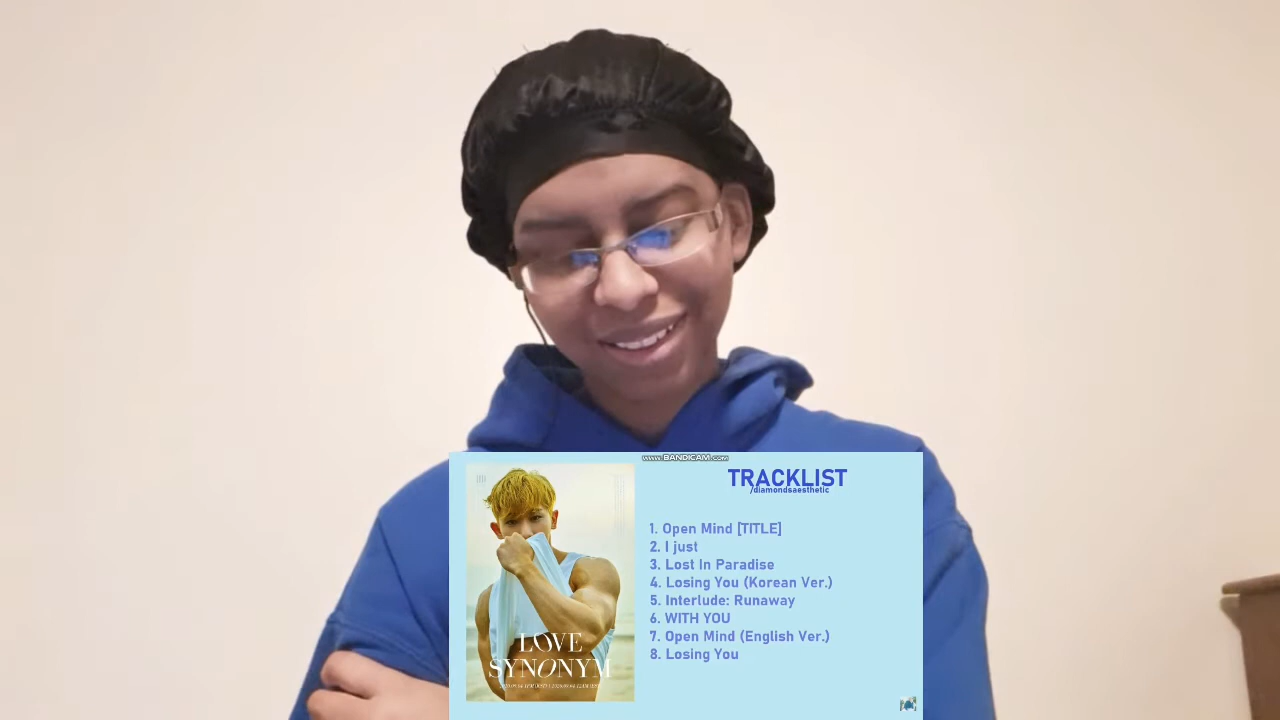 www.BANDICAM.com
TRACKLIST
/diamondsaesthetic
1. Open Mind [TITLE]
2. I just
3. Lost In Paradise
4. Losing You (Korean Ver.)
5. Interlude: Runaway
6. WITH YOU
7. Open Mind (English Ver.)
8. Losing You
LOVE
SYNONYM